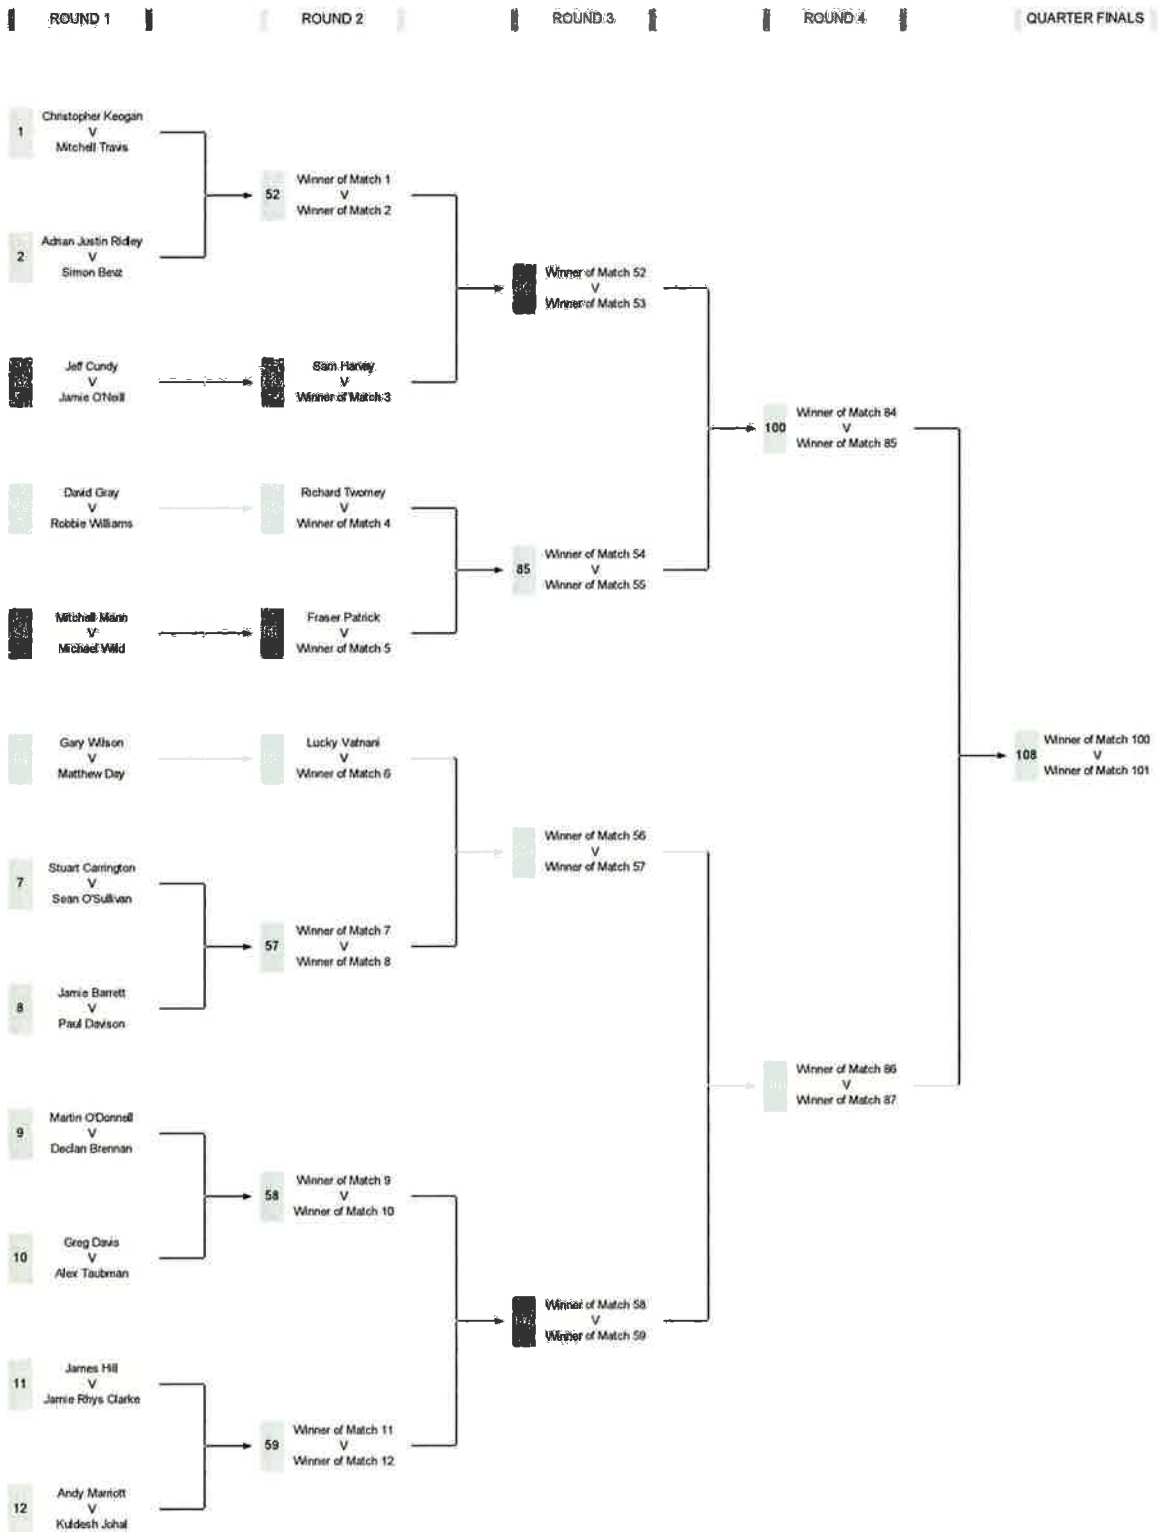 ROUND 1
ROUND 2
ROUND 3
ROUND 4
QUARTER FINALS
1
Christopher Keogan
V
Mitchell Travis
52
Winner of Match 1
V
Winner of Match 2
2
Adrian Justin Ridley
V
Simon Benz
Winner of Match 52
V
Winner of Match 53
Jeff Cundy
V
Jamie O'Neill
Sam Harvey
V
Winner of Match 3
100
Winner of Match 84
V
Winner of Match 85
David Gray
V
Robbie Williams
Richard Twomey
V
Winner of Match 4
85
Winner of Match 54
V
Winner of Match 55
Mitchell Mann
V
Michael Wild
Fraser Patrick
V
Winner of Match 5
Gary Wilson
V
Matthew Day
Lucky Vatnani
V
Winner of Match 6
108
Winner of Match 100
V
Winner of Match 101
Winner of Match 56
V
Winner of Match 57
7
Stuart Carrington
V
Sean O'Sullivan
57
Winner of Match 7
V
Winner of Match 8
8
Jamie Barrett
V
Paul Davison
Winner of Match 86
V
Winner of Match 87
9
Martin O'Donnell
V
Declan Brennan
58
Winner of Match 9
V
Winner of Match 10
10
Greg Davis
V
Alex Taubman
Winner of Match 58
V
Winner of Match 59
11
James Hill
V
Jamie Rhys Clarke
59
Winner of Match 11
V
Winner of Match 12
12
Andy Marriott
V
Kuldesh Johal